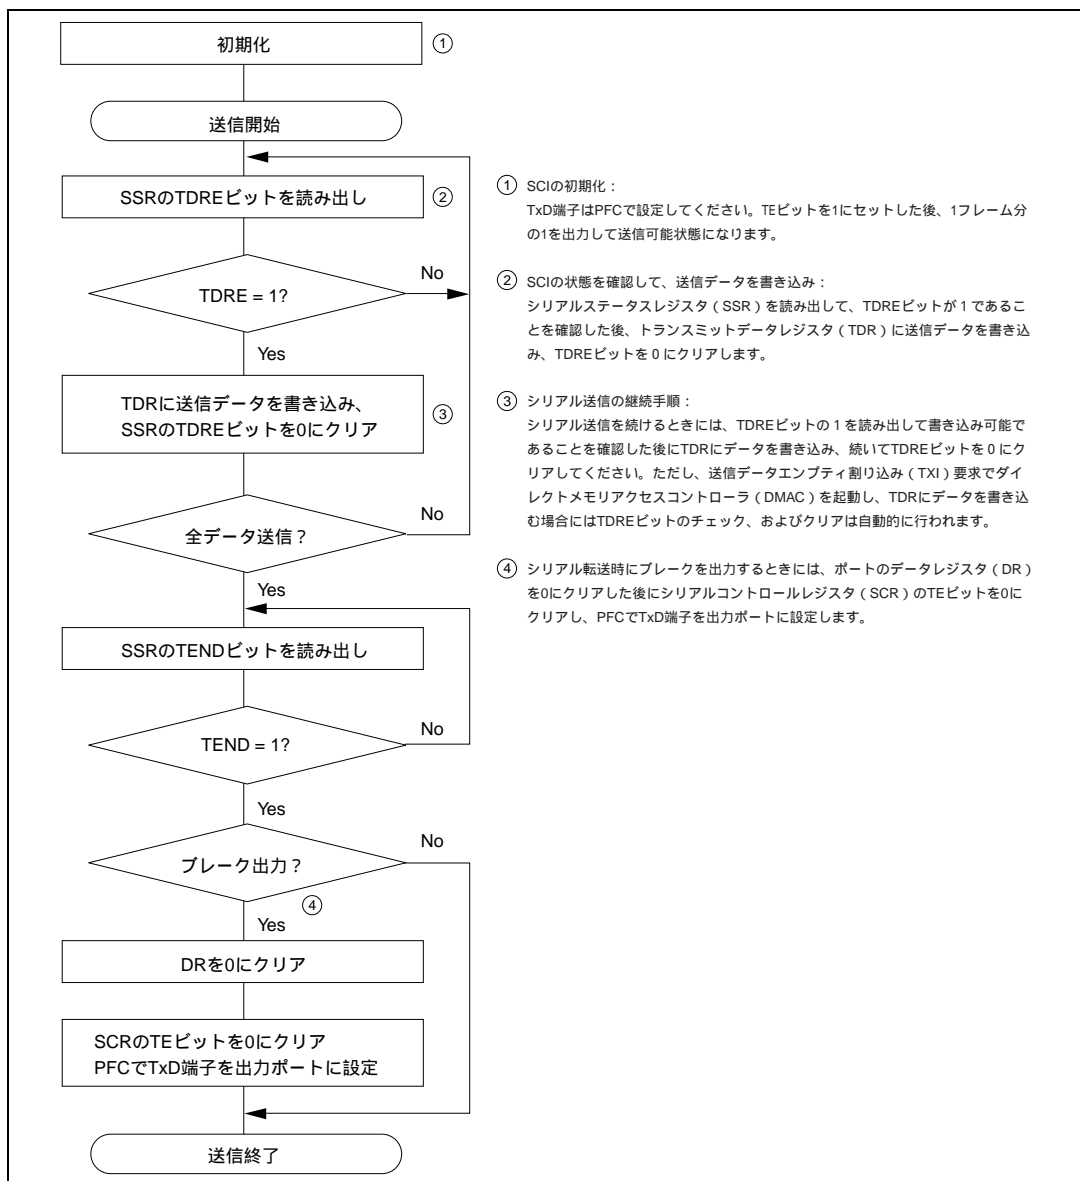 初期化
①
送信開始
SSRのTDREビットを読み出し
②
TDRE = 1?
No
Yes
TDRに送信データを書き込み、
SSRのTDREビットを0にクリア
③
全データ送信？
No
Yes
SSRのTENDビットを読み出し
TEND = 1?
No
Yes
ブレーク出力？
No
④
Yes
DRを0にクリア
SCRのTEビットを0にクリア
PFCでTxD端子を出力ポートに設定
送信終了
① SCIの初期化：
TxD端子はPFCで設定してください。TEビットを1にセットした後、1フレーム分
の1を出力して送信可能状態になります。
② SCIの状態を確認して、送信データを書き込み：
シリアルステータスレジスタ（SSR）を読み出して、TDREビットが１であるこ
とを確認した後、トランスミットデータレジスタ（TDR）に送信データを書き込
み、TDREビットを０にクリアします。
③ シリアル送信の継続手順：
シリアル送信を続けるときには、TDREビットの１を読み出して書き込み可能で
あることを確認した後にTDRにデータを書き込み、続いてTDREビットを０にク
リアしてください。ただし、送信データエンプティ割り込み（TXI）要求でダイ
レクトメモリアクセスコントローラ（DMAC）を起動し、TDRにデータを書き込
む場合にはTDREビットのチェック、およびクリアは自動的に行われます。
④ シリアル転送時にブレークを出力するときには、ポートのデータレジスタ（DR）
を0にクリアした後にシリアルコントロールレジスタ（SCR）のTEビットを0に
クリアし、PFCでTxD端子を出力ポートに設定します。